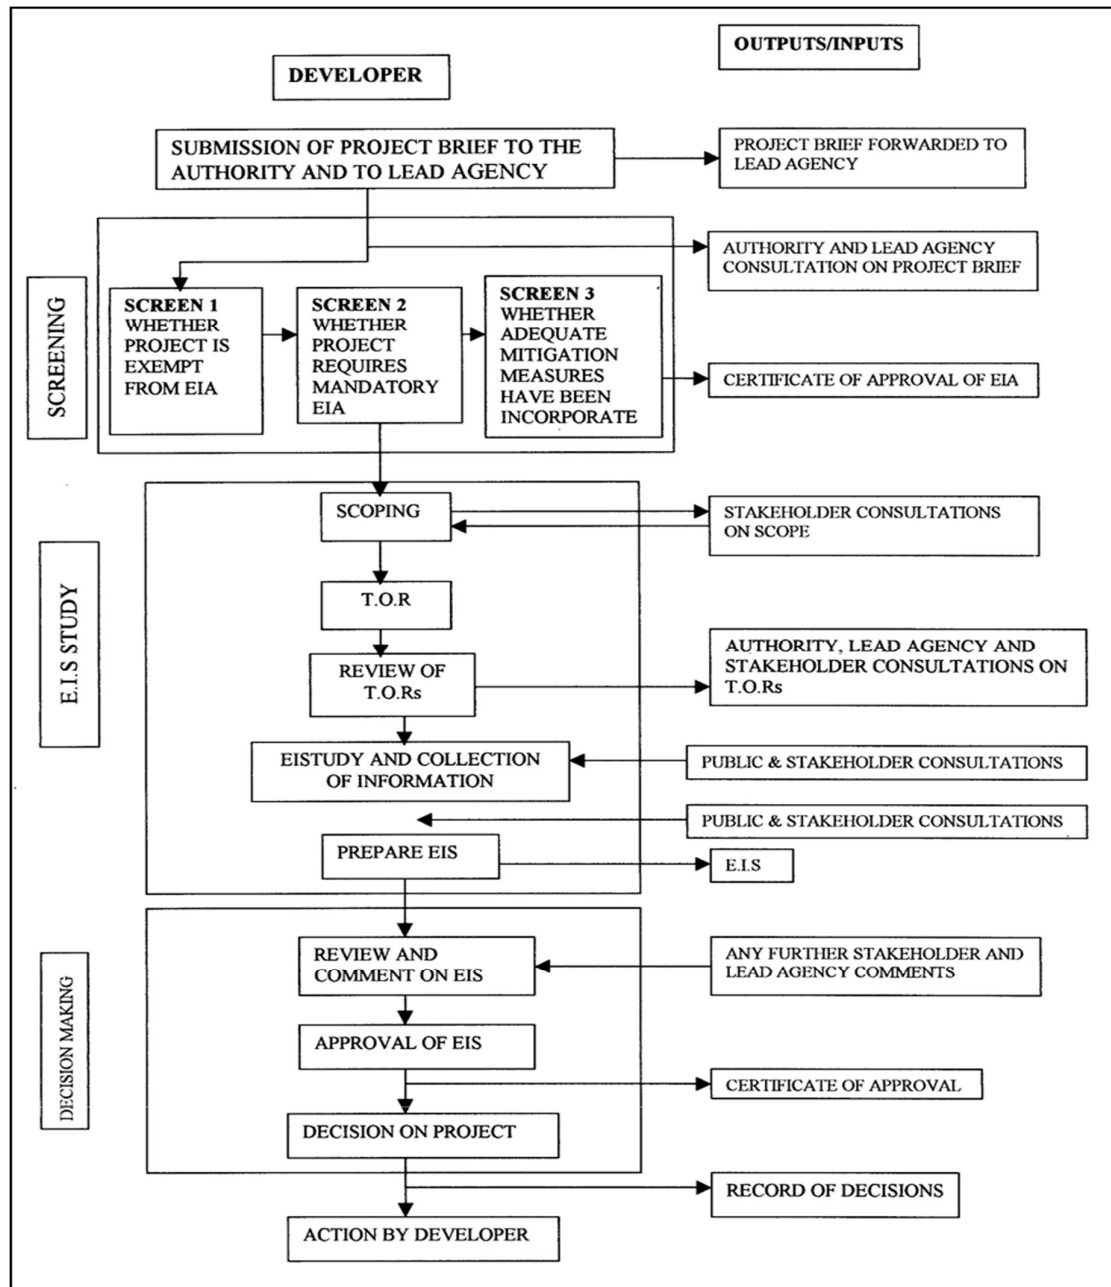 OUTPUTS/INPUTS
DEVELOPER
SUBMISSION OF PROJECT BRIEF TO THE
AUTHORITY AND TO LEAD AGENCY
PROJECT BRIEF FORWARDED TO
LEAD AGENCY
AUTHORITY AND LEAD AGENCY
CONSULTATION ON PROJECT BRIEF
SCREENING
SCREEN 1
WHETHER
PROJECT IS
EXEMPT
FROM EIA
SCREEN 2
WHETHER
PROJECT
REQUIRES
MANDATORY
EIA
SCREEN 3
WHETHER
ADEQUATE
MITIGATION
MEASURES
HAVE BEEN
INCORPORATE
CERTIFICATE OF APPROVAL OF EIA
E.I.S STUDY
SCOPING
STAKEHOLDER CONSULTATIONS
ON SCOPE
T.O.R
REVIEW OF
T.O.Rs
AUTHORITY, LEAD AGENCY AND
STAKEHOLDER CONSULTATIONS ON
T.O.Rs
EISTUDY AND COLLECTION
OF INFORMATION
PUBLIC & STAKEHOLDER CONSULTATIONS
PUBLIC & STAKEHOLDER CONSULTATIONS
PREPARE EIS
E.I.S
DECISION MAKING
REVIEW AND
COMMENT ON EIS
ANY FURTHER STAKEHOLDER AND
LEAD AGENCY COMMENTS
APPROVAL OF EIS
CERTIFICATE OF APPROVAL
DECISION ON PROJECT
RECORD OF DECISIONS
ACTION BY DEVELOPER